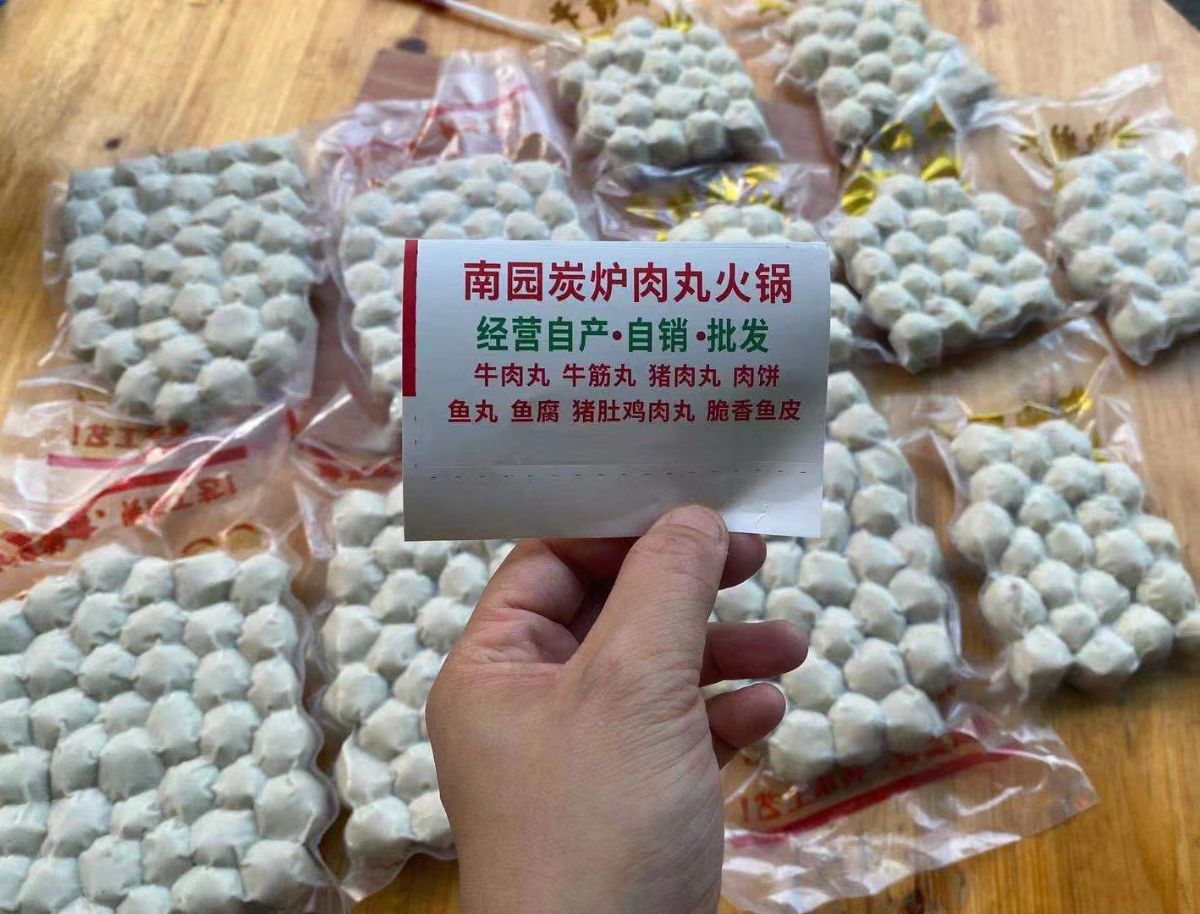 南园炭炉肉丸火锅
经营自产·自销·批发
牛肉丸 牛筋丸 猪肉丸 肉饼
鱼丸 鱼腐 猪肚鸡肉丸 脆香鱼皮